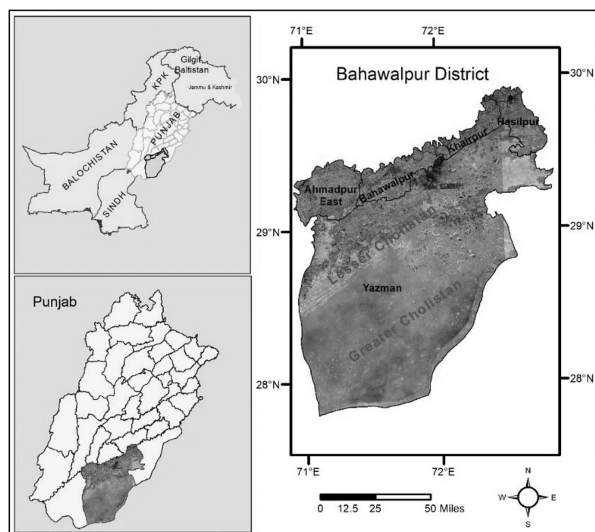 Gilgit
Baltistan
Jammu & Kashmir
KPK
PUNJAB
BALOCHISTAN
SINDH
Punjab
71°E
72°E
Bahawalpur District
30°N
30°N
Hasilpur
Khairpur
Bahawalpur
Ahmadpur
East
29°N
29°N
Lesser Cholistan
Yazman
Greater Cholistan
28°N
28°N
71°E
72°E
0 12.5 25 50 Miles
N
W E
S